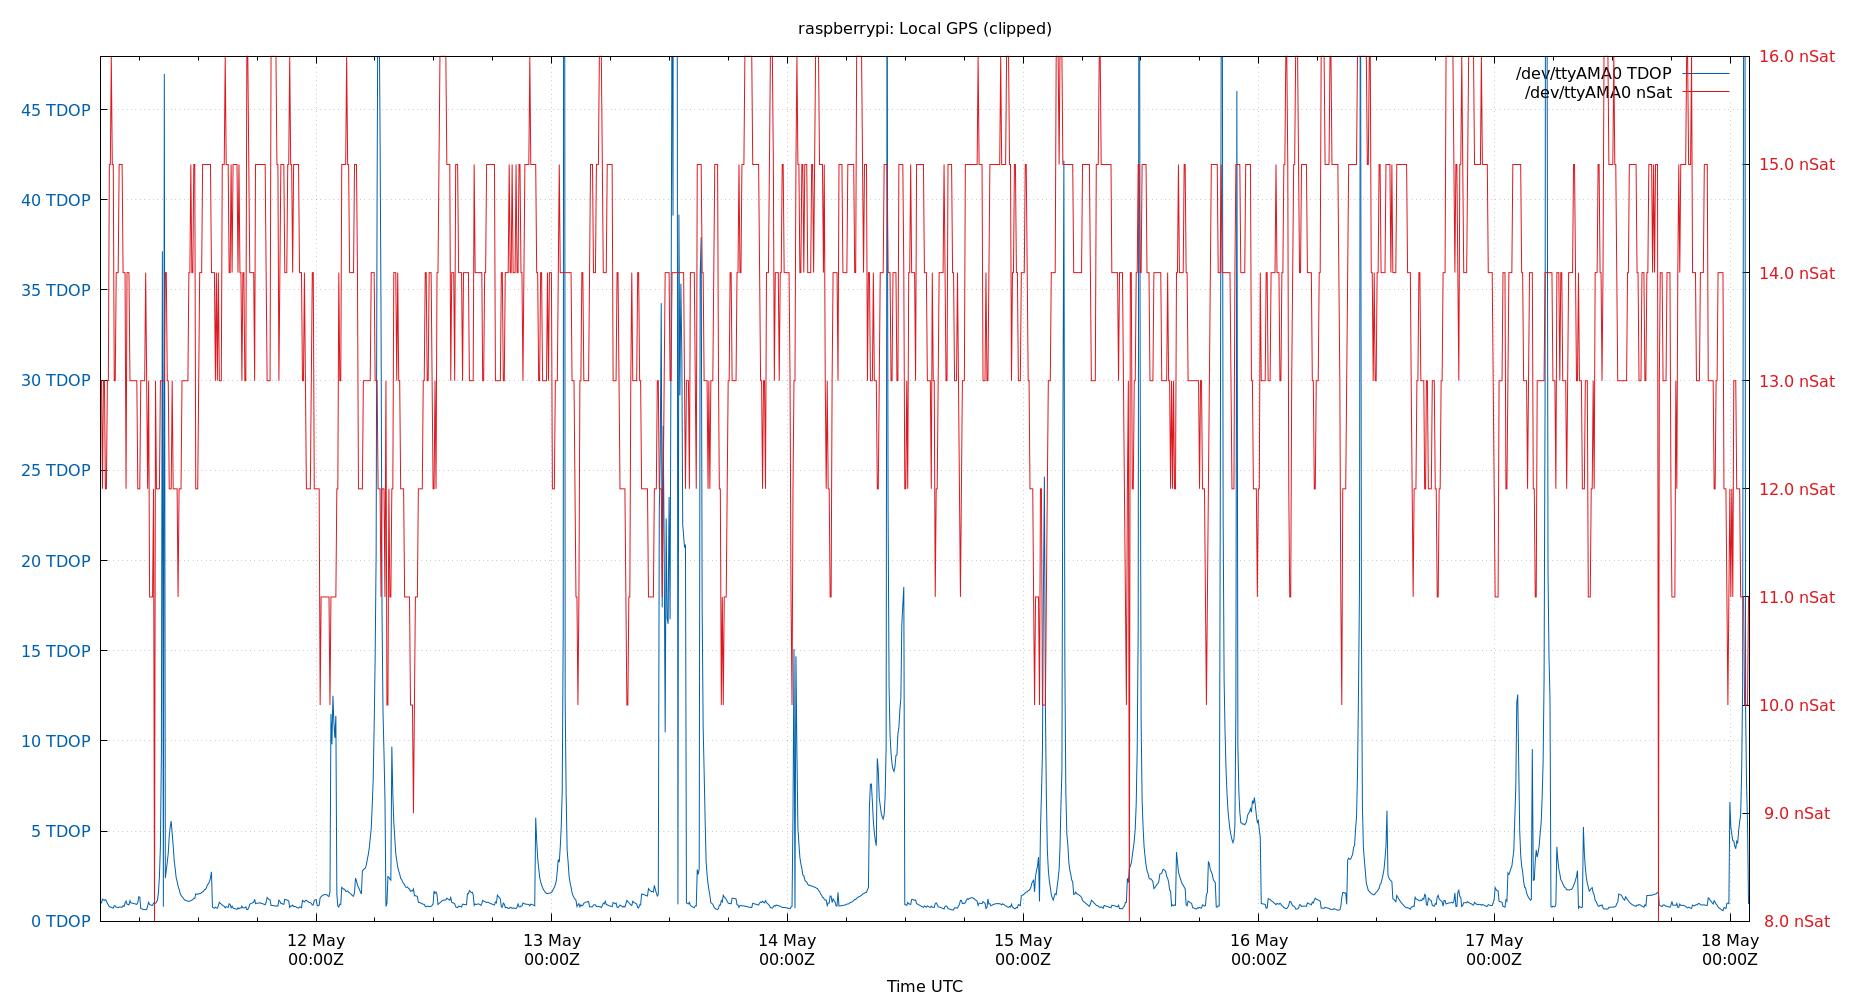 raspberrypi: Local GPS (clipped)
16.0 nSat
/dev/ttyAMA0 TDOP
/dev/ttyAMA0 nSat
45 TDOP
15.0 nSat
40 TDOP
14.0 nSat
35 TDOP
30 TDOP
13.0 nSat
25 TDOP
12.0 nSat
20 TDOP
11.0 nSat
15 TDOP
10.0 nSat
10 TDOP
9.0 nSat
5 TDOP
0 TDOP
8.0 nSat
12 May 13 May 14 May 15 May 16 May 17 May 18 May
00:00Z 00:00Z 00:00Z 00:00Z 00:00Z 00:00Z 00:00Z
Time UTC